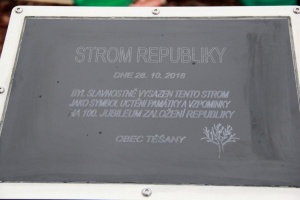 STROM REPUBLIKY
DNE 28. 10. 2018
BYL SLAVNOSTNĚ VYSAZEN TENTO STROM
JAKO SYMBOL UCTĚNÍ PAMÁTKY A VZPOMÍNKY
NA 100. JUBILEUM ZALOŽENÍ REPUBLIKY
OBEC TĚŠANY